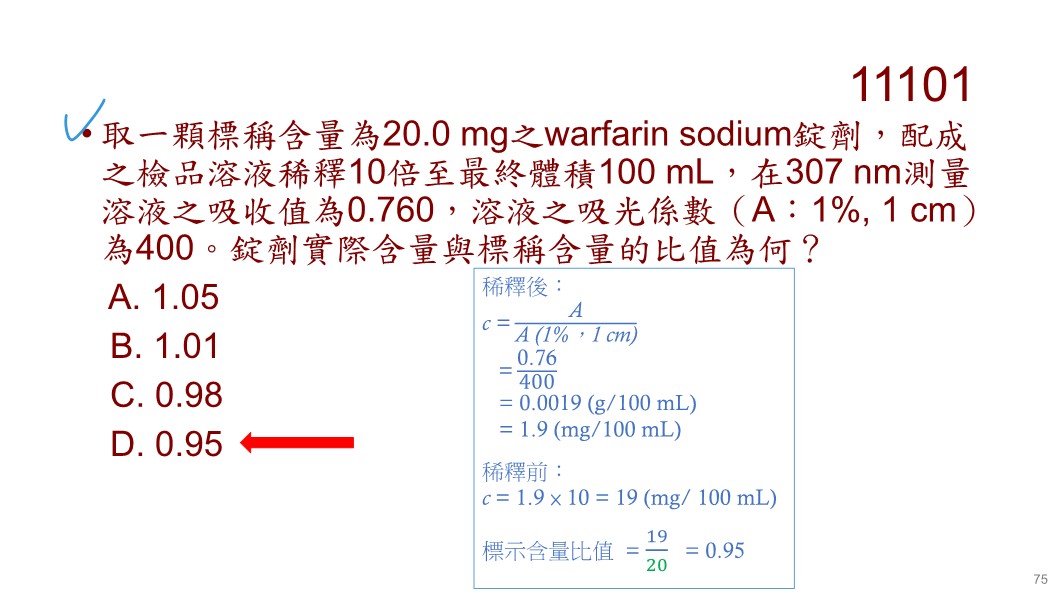 11101
• 取一顆標稱含量為20.0 mg之warfarin sodium錠劑，配成
之檢品溶液稀釋10倍至最終體積100 mL，在307 nm測量
溶液之吸收值為0.760，溶液之吸光係數（A：1%, 1 cm）
為400。錠劑實際含量與標稱含量的比值為何？
A. 1.05
B. 1.01
C. 0.98
D. 0.95
稀釋後：
c = A / A (1%，1 cm)
= 0.76 / 400
= 0.0019 (g/100 mL)
= 1.9 (mg/100 mL)
稀釋前：
c = 1.9 x 10 = 19 (mg/ 100 mL)
標示含量比值 = 19 / 20 = 0.95
75